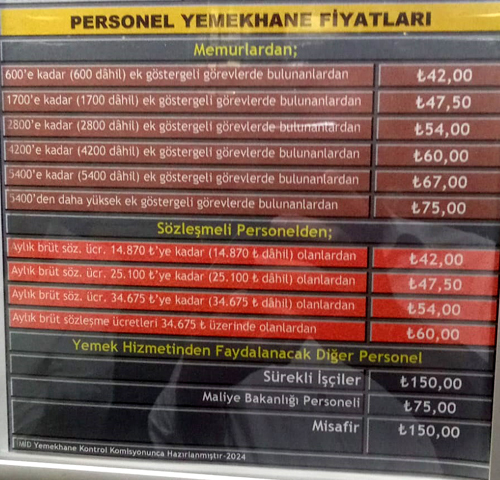 PERSONEL YEMEKHANE FİYATLARI
Memurlardan;
600'e kadar (600 dâhil) ek göstergeli görevlerde bulunanlardan ₺42,00
1700'e kadar (1700 dâhil) ek göstergeli görevlerde bulunanlardan ₺47,50
2800'e kadar (2800 dâhil) ek göstergeli görevlerde bulunanlardan ₺54,00
4200'e kadar (4200 dâhil) ek göstergeli görevlerde bulunanlardan ₺60,00
5400'e kadar (5400 dâhil) ek göstergeli görevlerde bulunanlardan ₺67,00
5400'den daha yüksek ek göstergeli görevlerde bulunanlardan ₺75,00
Sözleşmeli Personelden;
Aylık brüt söz. ücr. 14.870 ₺'ye kadar (14.870 ₺ dâhil) olanlardan ₺42,00
Aylık brüt söz. ücr. 25.100 ₺'ye kadar (25.100 ₺ dâhil) olanlardan ₺47,50
Aylık brüt söz. ücr. 34.675 ₺'ye kadar (34.675 ₺ dâhil) olanlardan ₺54,00
Aylık brüt sözleşme ücretleri 34.675 ₺ üzerinde olanlardan ₺60,00
Yemek Hizmetinden Faydalanacak Diğer Personel
Sürekli İşçiler ₺150,00
Maliye Bakanlığı Personeli ₺75,00
Misafir ₺150,00
Yemekhane Kontrol Komisyonunca Hazırlanmıştır-2024